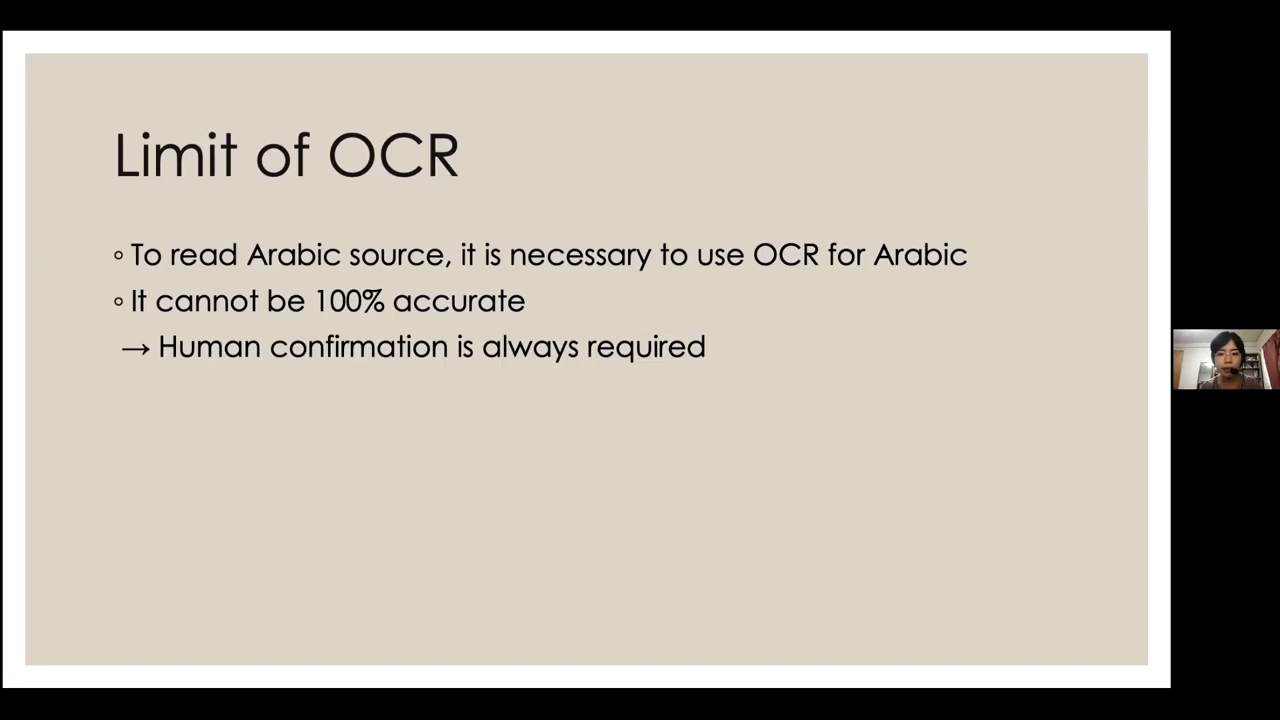 Limit of OCR
◦ To read Arabic source, it is necessary to use OCR for Arabic
◦ It cannot be 100% accurate
→ Human confirmation is always required